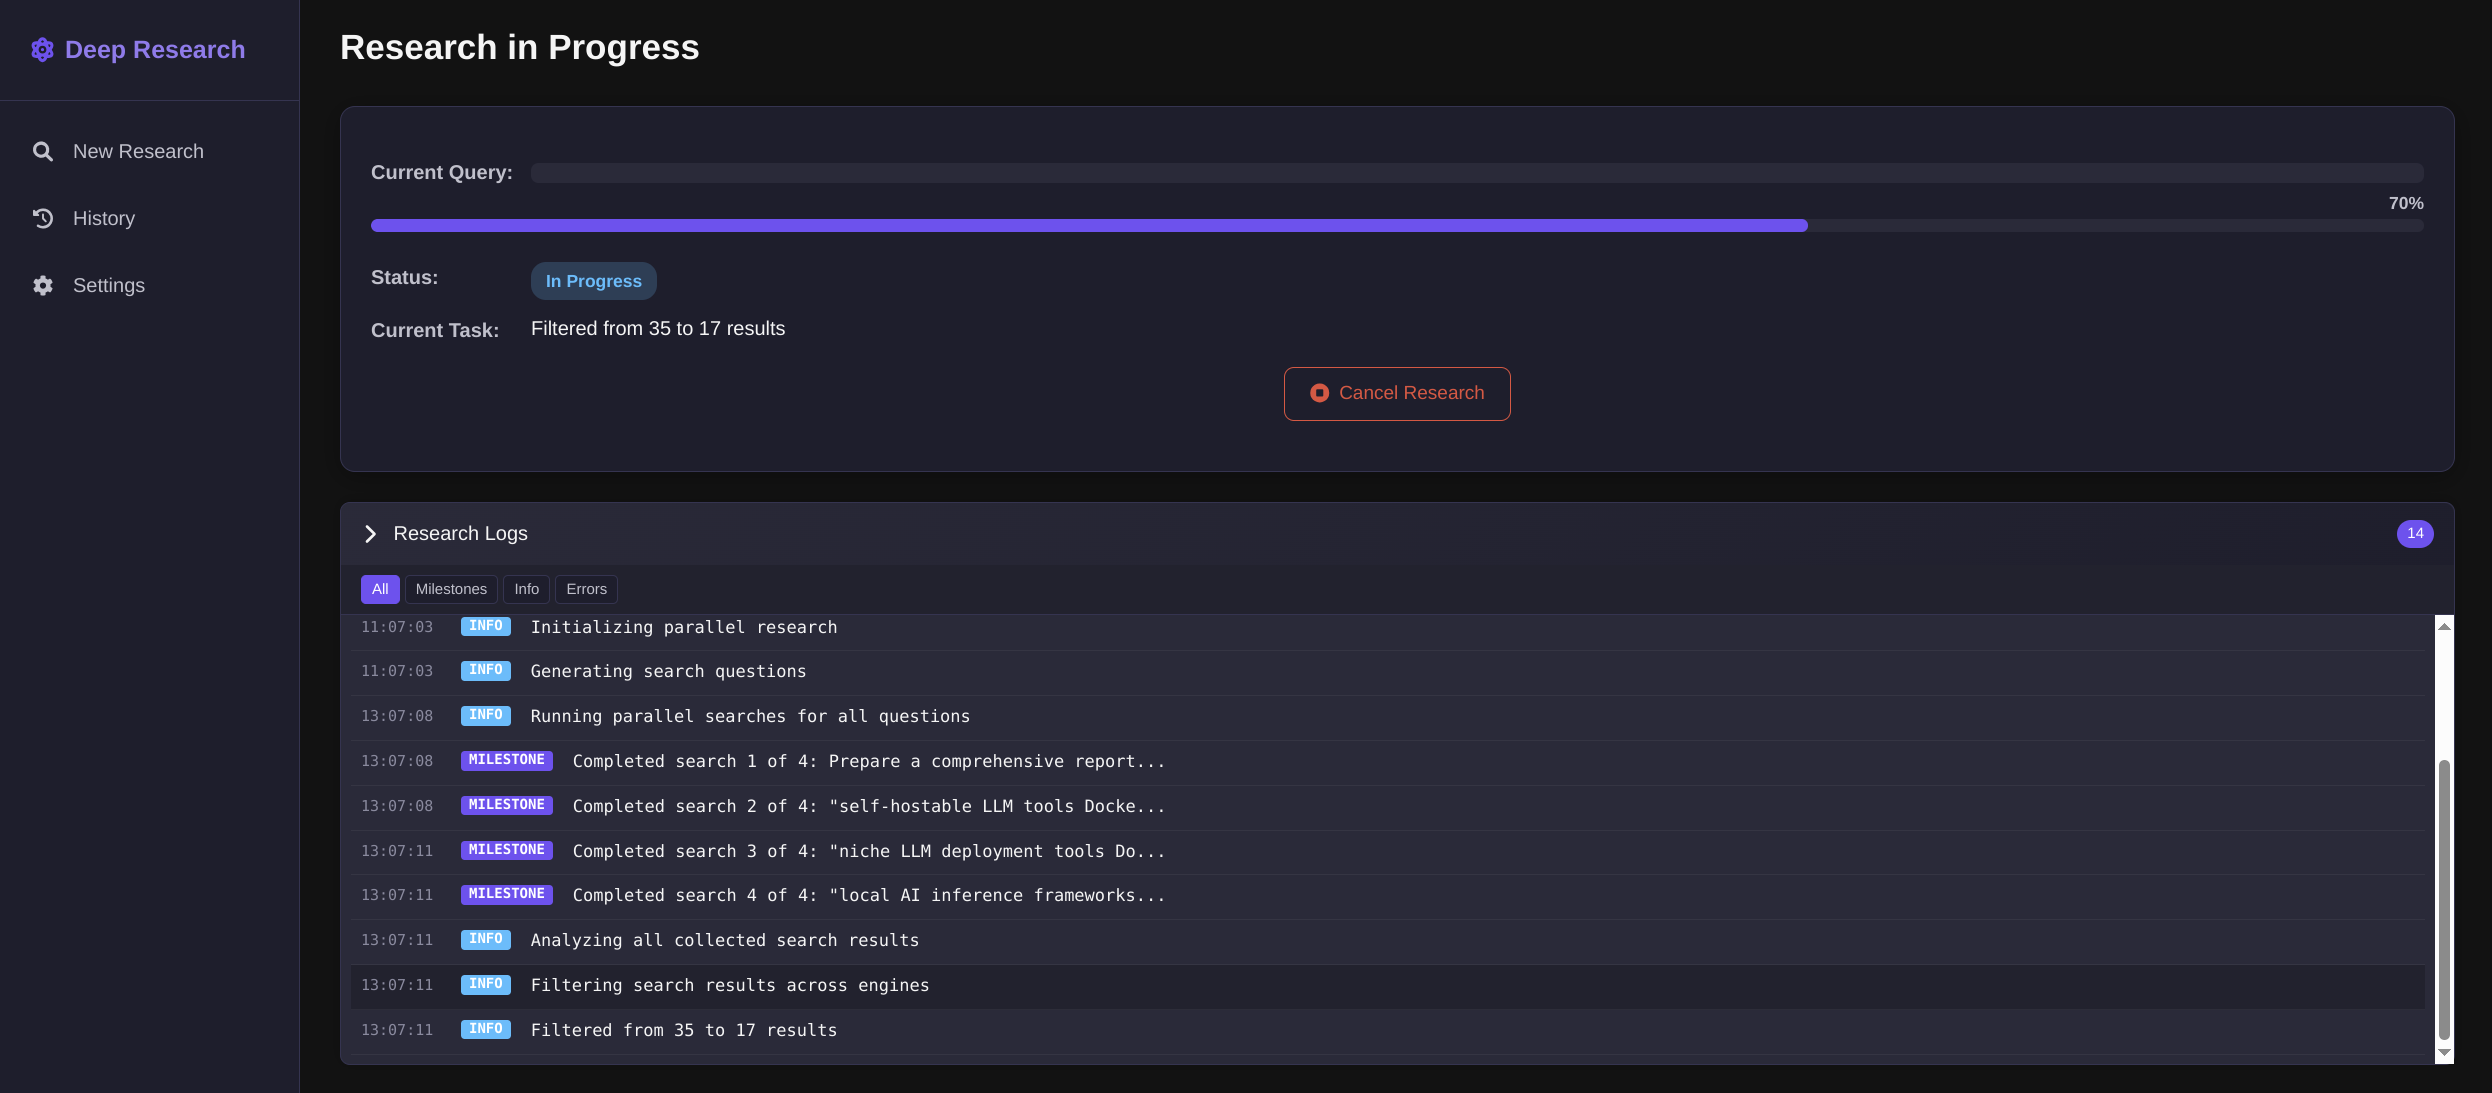 Deep Research
New Research
History
Settings
Research in Progress
Current Query:
70%
Status: In Progress
Current Task: Filtered from 35 to 17 results
Cancel Research
Research Logs 14
All Milestones Info Errors
11:07:03 INFO Initializing parallel research
11:07:03 INFO Generating search questions
13:07:08 INFO Running parallel searches for all questions
13:07:08 MILESTONE Completed search 1 of 4: Prepare a comprehensive report...
13:07:08 MILESTONE Completed search 2 of 4: "self-hostable LLM tools Docke...
13:07:11 MILESTONE Completed search 3 of 4: "niche LLM deployment tools Do...
13:07:11 MILESTONE Completed search 4 of 4: "local AI inference frameworks...
13:07:11 INFO Analyzing all collected search results
13:07:11 INFO Filtering search results across engines
13:07:11 INFO Filtered from 35 to 17 results